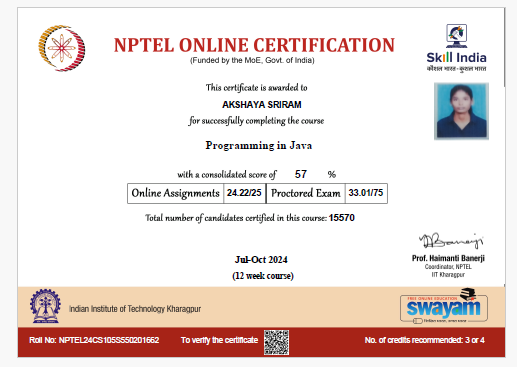 NPTEL ONLINE CERTIFICATION
(Funded by the MoE, Govt. of India)
Skill India
कौशल भारत - कुशल भारत
This certificate is awarded to
AKSHAYA SRIRAM
for successfully completing the course
Programming in Java
with a consolidated score of 57 %
Online Assignments 24.22/25 Proctored Exam 33.01/75
Total number of candidates certified in this course: 15570
Jul-Oct 2024
(12 week course)
Prof. Haimanti Banerji
Coordinator, NPTEL
IIT Kharagpur
Indian Institute of Technology Kharagpur
FREE ONLINE EDUCATION
swayam
Roll No: NPTEL24CS105S550201662 To verify the certificate No. of credits recommended: 3 or 4